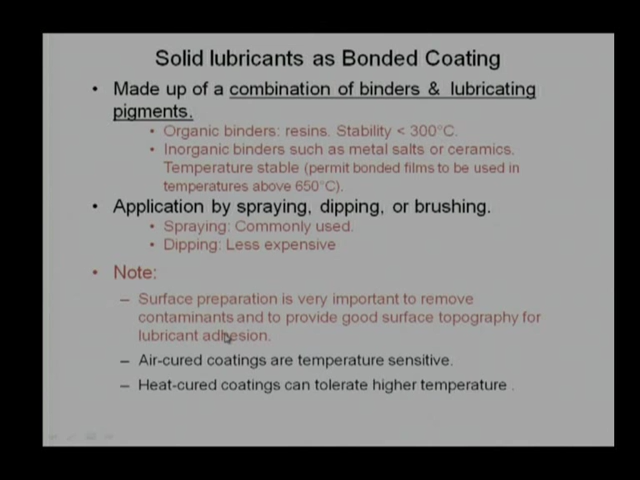 Solid lubricants as Bonded Coating
• Made up of a combination of binders & lubricating
pigments.
• Organic binders: resins. Stability < 300°C.
• Inorganic binders such as metal salts or ceramics.
Temperature stable (permit bonded films to be used in
temperatures above 650°C).
• Application by spraying, dipping, or brushing.
• Spraying: Commonly used.
• Dipping: Less expensive
• Note:
– Surface preparation is very important to remove
contaminants and to provide good surface topography for
lubricant adhesion.
– Air-cured coatings are temperature sensitive.
– Heat-cured coatings can tolerate higher temperature .